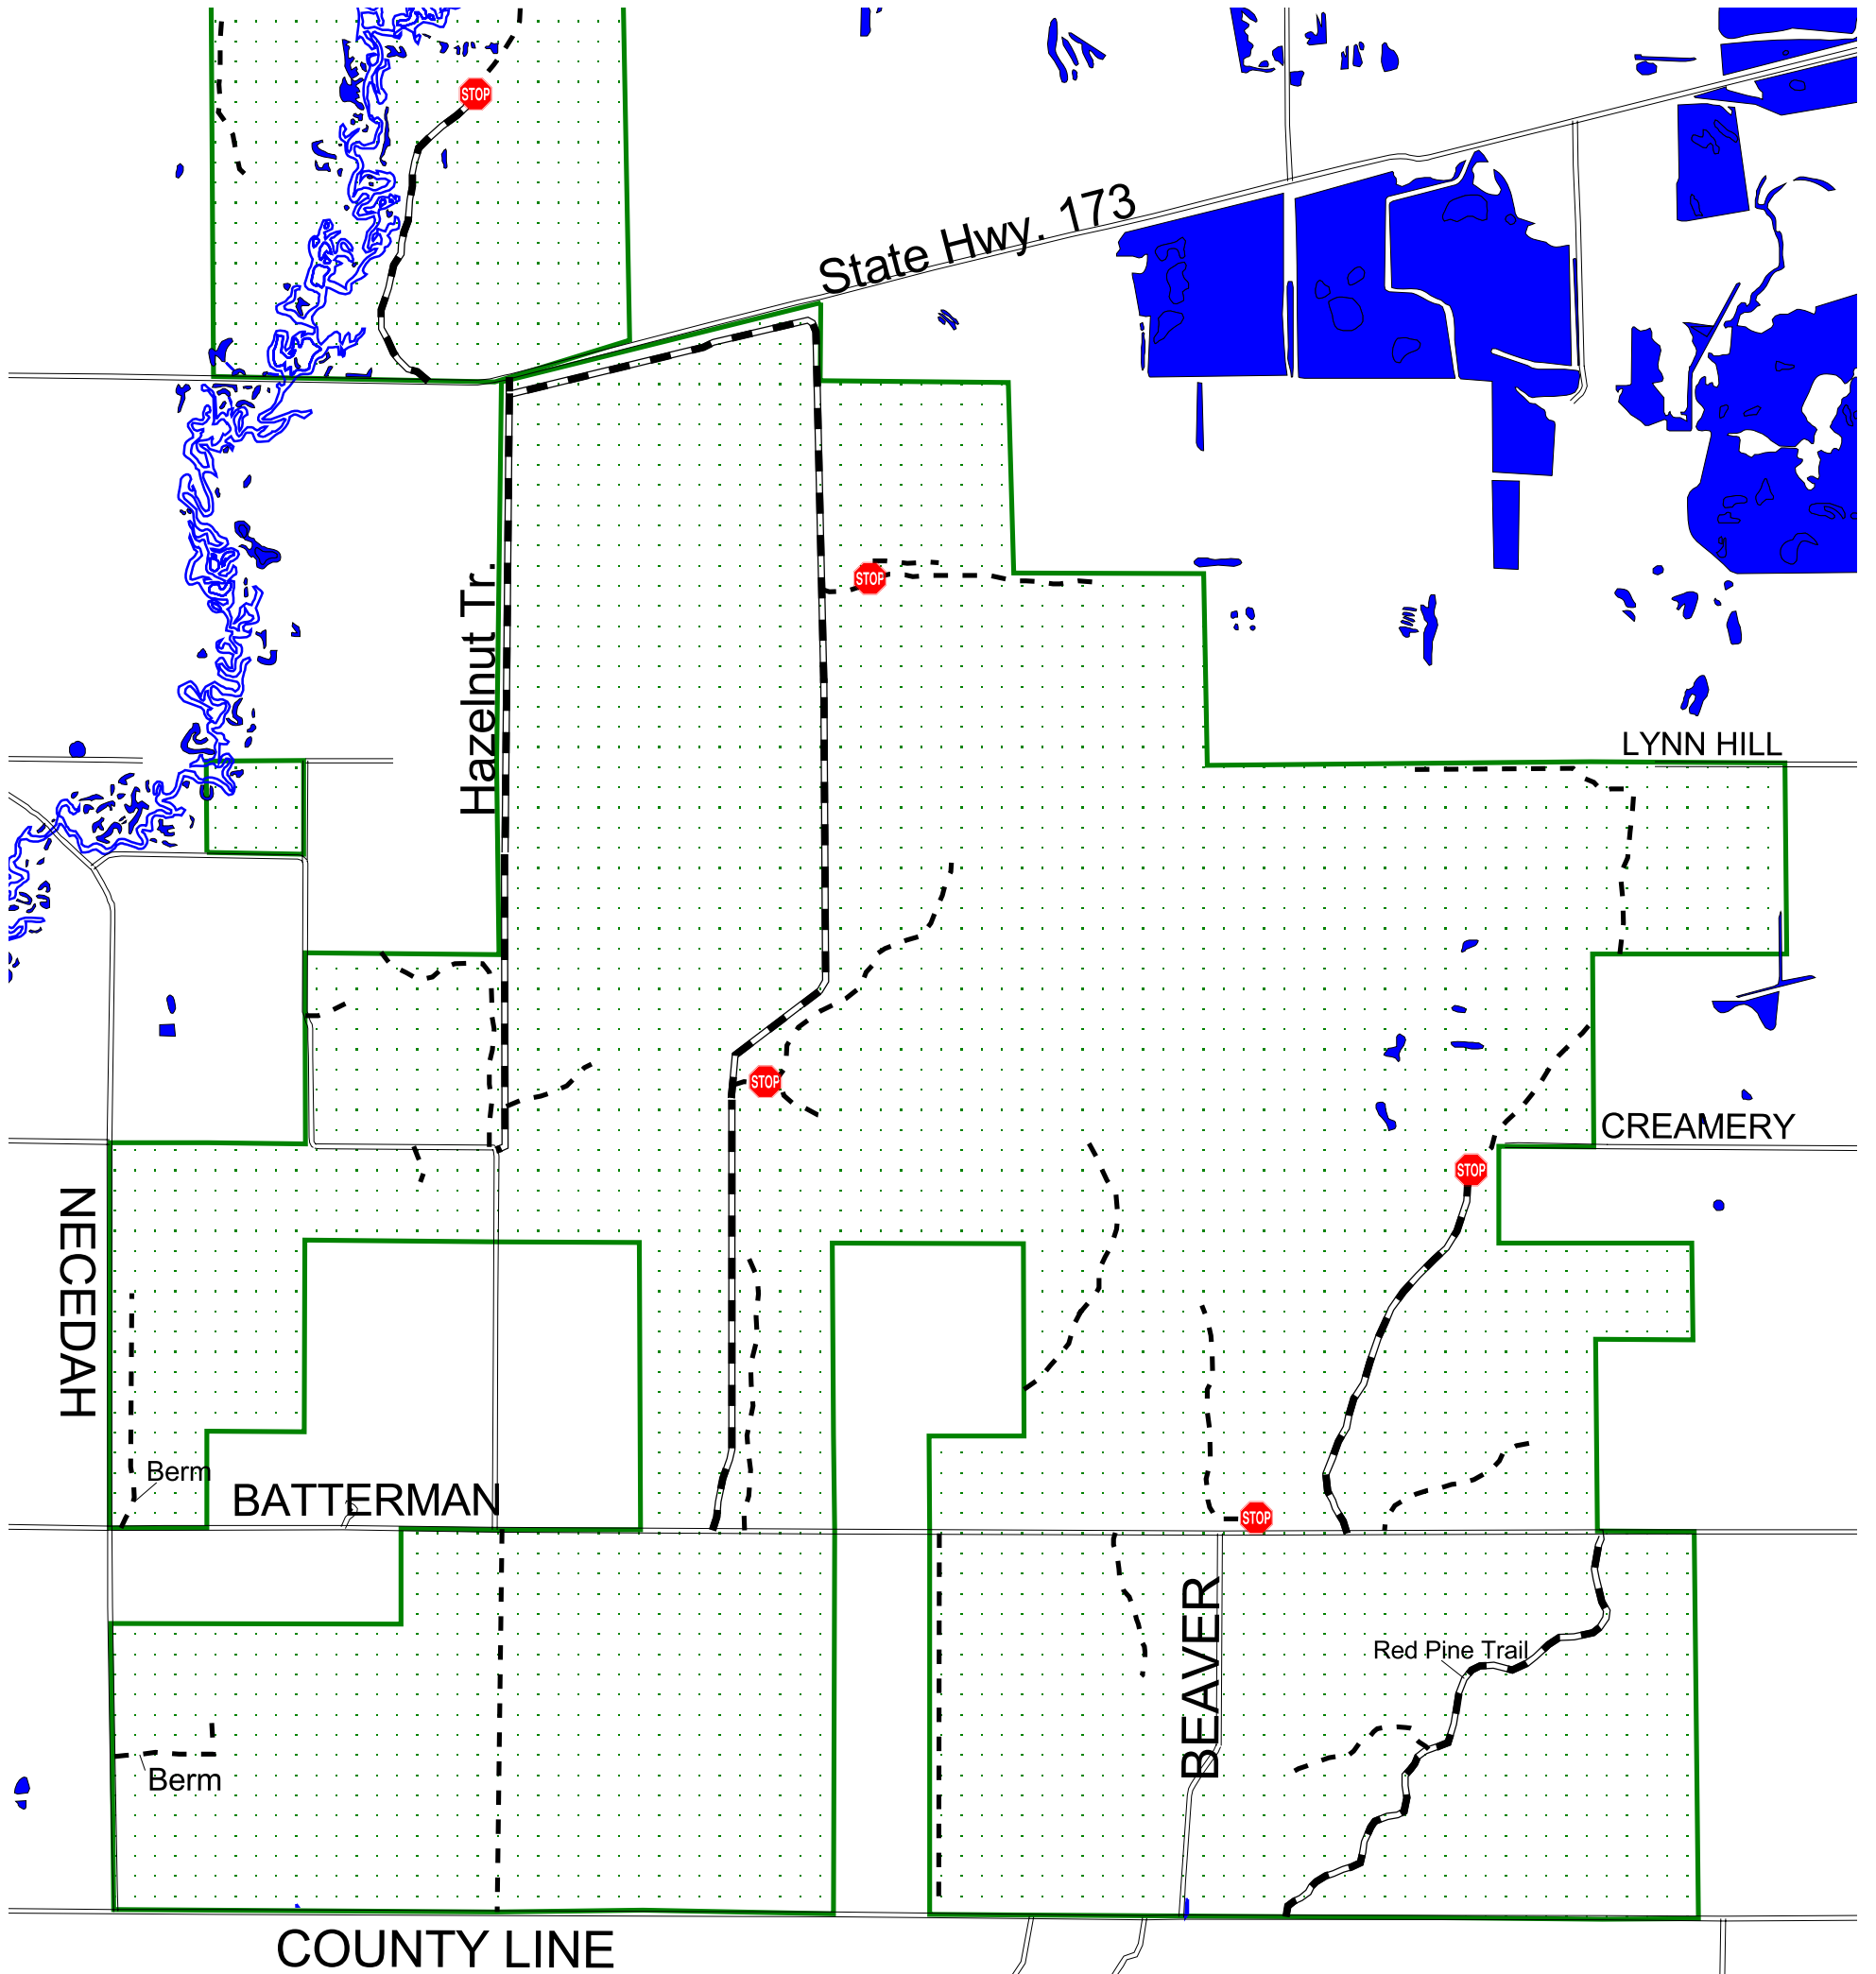 STOP
State Hwy. 173
STOP
Hazelnut Tr.
LYNN HILL
STOP
CREAMERY
STOP
NECEDAH
Berm
BATTERMAN
STOP
BEAVER
Red Pine Trail
Berm
COUNTY LINE